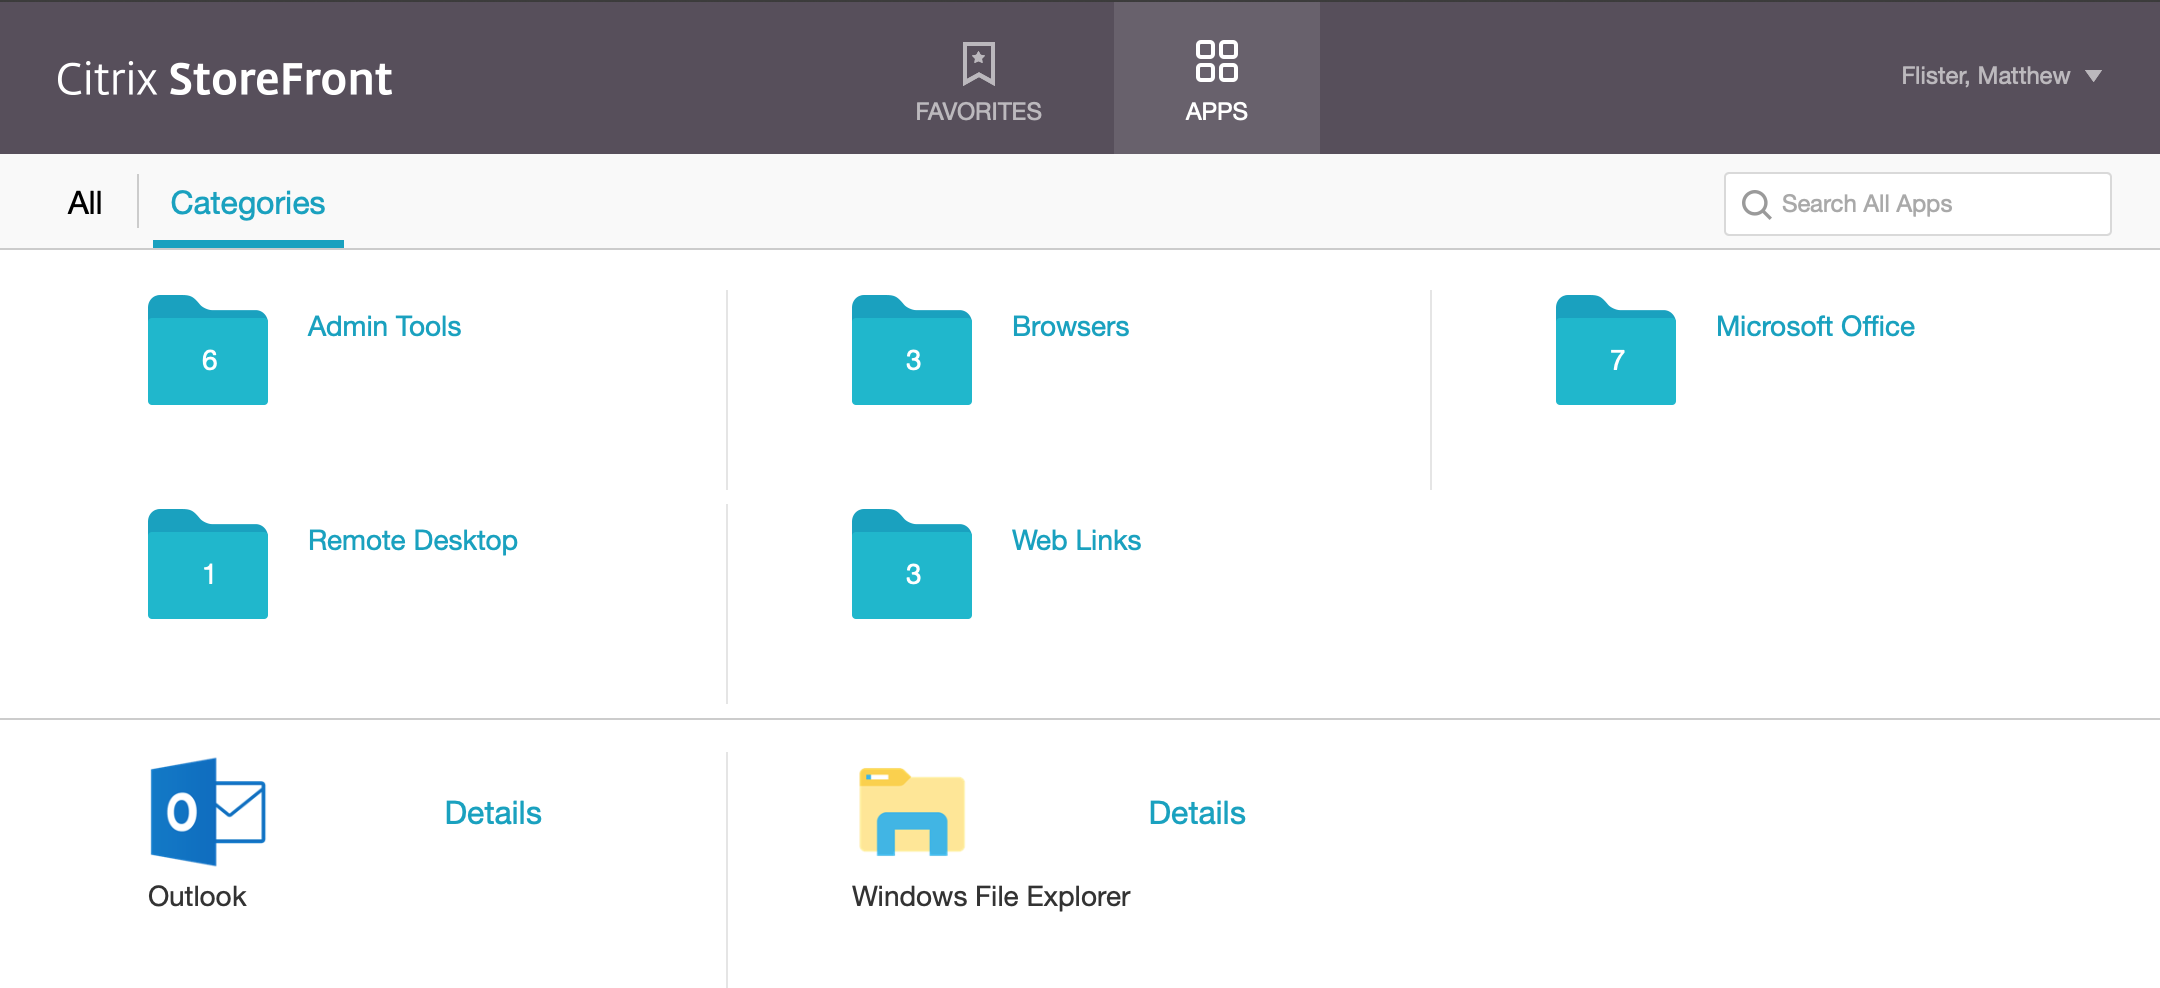 Citrix StoreFront
FAVORITES
APPS
Flister, Matthew
All
Categories
Search All Apps
6
Admin Tools
3
Browsers
7
Microsoft Office
1
Remote Desktop
3
Web Links
O
Details
Outlook
Details
Windows File Explorer